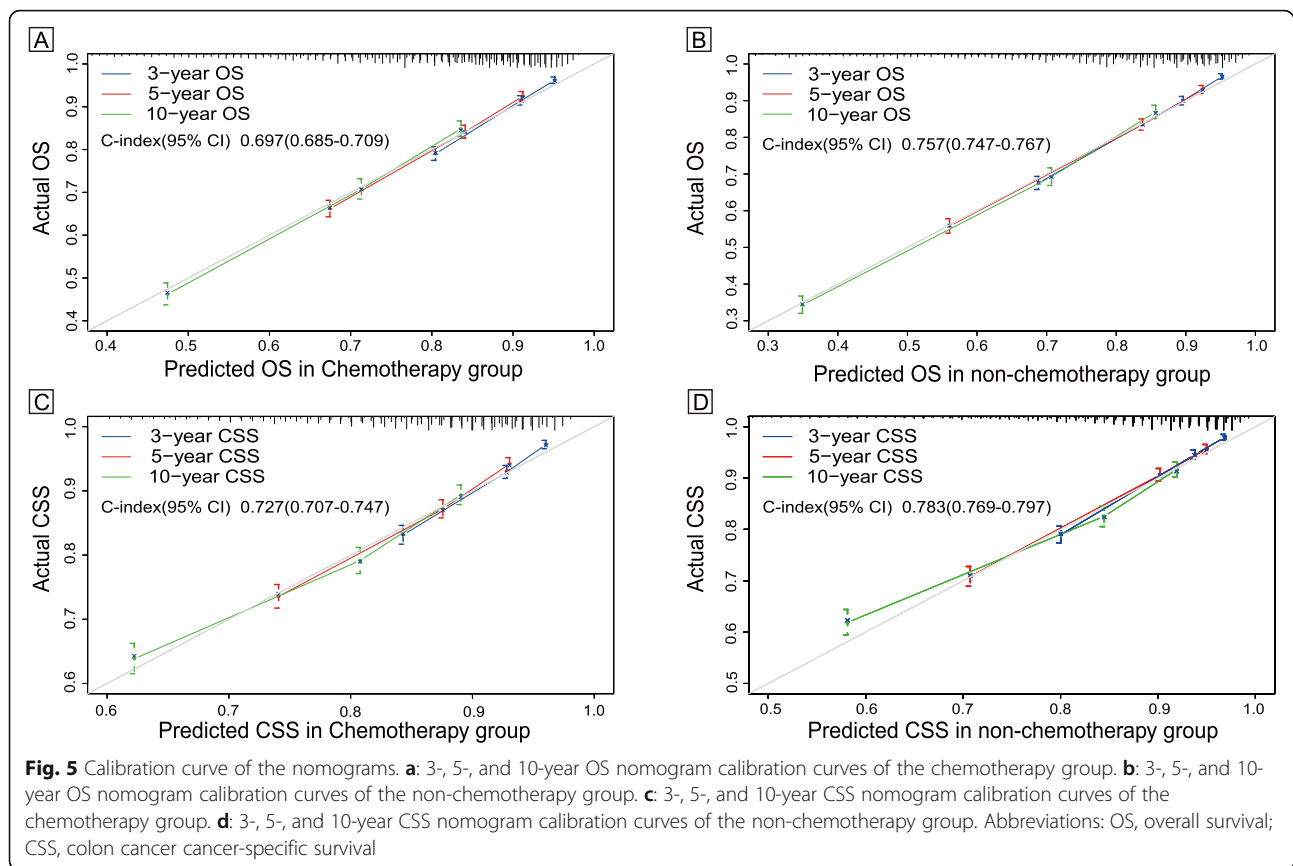 A
3-year OS
5-year OS
10-year OS
C-index(95% CI) 0.697(0.685-0.709)
Actual OS
0.4 0.5 0.6 0.7 0.8 0.9 1.0
0.4 0.5 0.6 0.7 0.8 0.9 1.0
Predicted OS in Chemotherapy group
B
3-year OS
5-year OS
10-year OS
C-index(95% CI) 0.757(0.747-0.767)
Actual OS
0.3 0.4 0.5 0.6 0.7 0.8 0.9 1.0
0.3 0.4 0.5 0.6 0.7 0.8 0.9 1.0
Predicted OS in non-chemotherapy group
C
3-year CSS
5-year CSS
10-year CSS
C-index(95% CI) 0.727(0.707-0.747)
Actual CSS
0.6 0.7 0.8 0.9 1.0
0.6 0.7 0.8 0.9 1.0
Predicted CSS in Chemotherapy group
D
3-year CSS
5-year CSS
10-year CSS
C-index(95% CI) 0.783(0.769-0.797)
Actual CSS
0.5 0.6 0.7 0.8 0.9 1.0
0.5 0.6 0.7 0.8 0.9 1.0
Predicted CSS in non-chemotherapy group
Fig. 5 Calibration curve of the nomograms. a: 3-, 5-, and 10-year OS nomogram calibration curves of the chemotherapy group. b: 3-, 5-, and 10-
year OS nomogram calibration curves of the non-chemotherapy group. c: 3-, 5-, and 10-year CSS nomogram calibration curves of the
chemotherapy group. d: 3-, 5-, and 10-year CSS nomogram calibration curves of the non-chemotherapy group. Abbreviations: OS, overall survival;
CSS, colon cancer cancer-specific survival